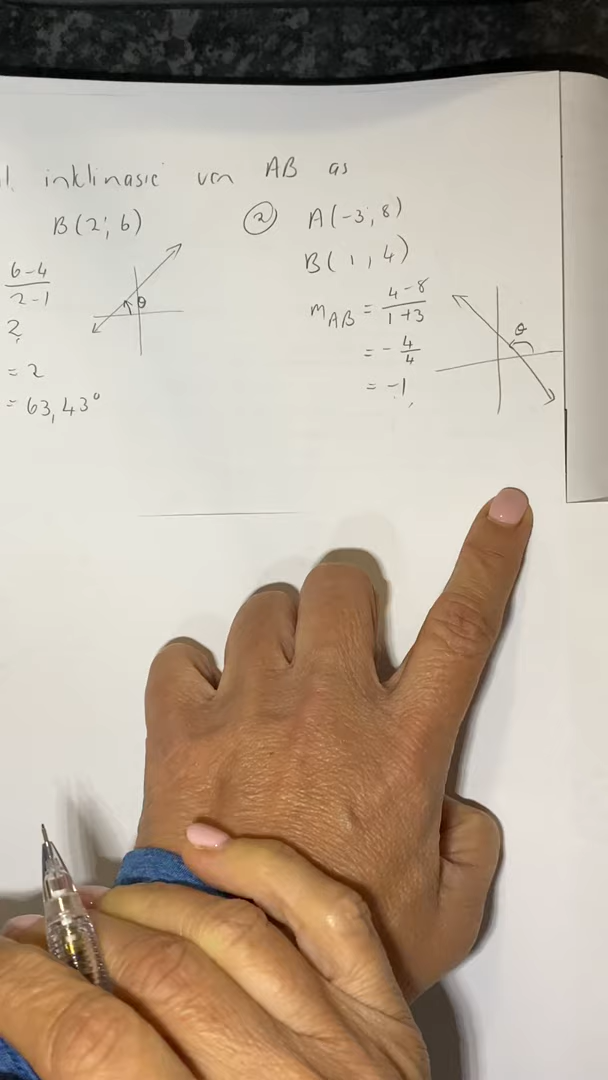 inklinasie van AB as
B(2; 6)
6-4
2-1
2
= 2
= 63,43°
θ
② A(-3; 8)
B(1, 4)
m_AB = 4-8
1+3
= - 4/4
= -1
θ